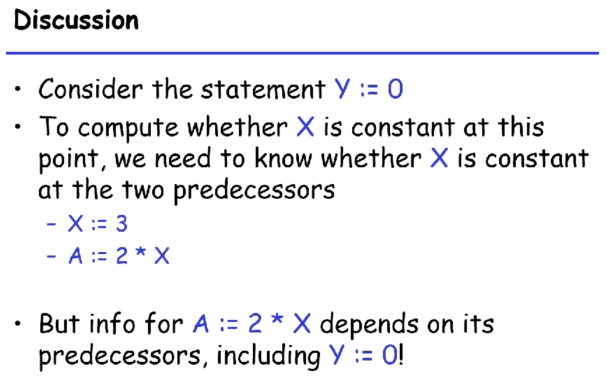 Discussion
• Consider the statement Y := 0
• To compute whether X is constant at this
point, we need to know whether X is constant
at the two predecessors
- X := 3
- A := 2 * X
• But info for A := 2 * X depends on its
predecessors, including Y := 0!